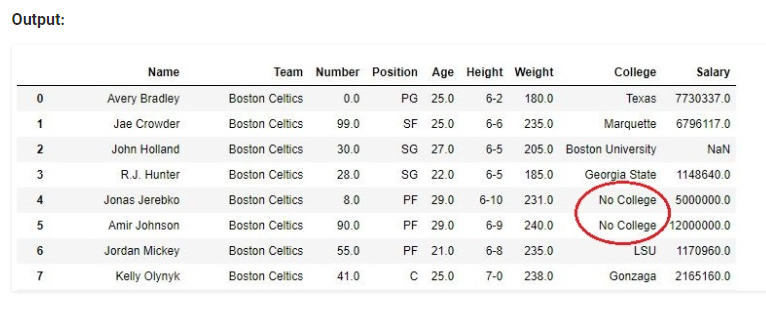 Output:
Name Team Number Position Age Height Weight College Salary
0 Avery Bradley Boston Celtics 0.0 PG 25.0 6-2 180.0 Texas 7730337.0
1 Jae Crowder Boston Celtics 99.0 SF 25.0 6-6 235.0 Marquette 6796117.0
2 John Holland Boston Celtics 30.0 SG 27.0 6-5 205.0 Boston University NaN
3 R.J. Hunter Boston Celtics 28.0 SG 22.0 6-5 185.0 Georgia State 1148640.0
4 Jonas Jerebko Boston Celtics 8.0 PF 29.0 6-10 231.0 No College 5000000.0
5 Amir Johnson Boston Celtics 90.0 PF 29.0 6-9 240.0 No College 12000000.0
6 Jordan Mickey Boston Celtics 55.0 PF 21.0 6-8 235.0 LSU 1170960.0
7 Kelly Olynyk Boston Celtics 41.0 C 25.0 7-0 238.0 Gonzaga 2165160.0